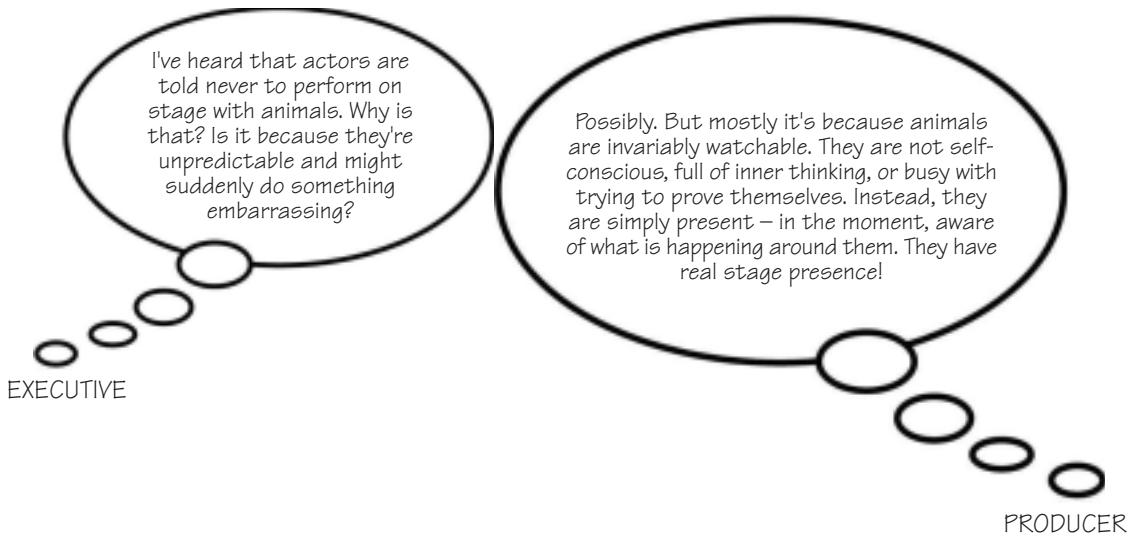 I've heard that actors are
told never to perform on
stage with animals. Why is
that? Is it because they're
unpredictable and might
suddenly do something
embarrassing?
EXECUTIVE
Possibly. But mostly it's because animals
are invariably watchable. They are not self-
conscious, full of inner thinking, or busy with
trying to prove themselves. Instead, they
are simply present – in the moment, aware
of what is happening around them. They have
real stage presence!
PRODUCER